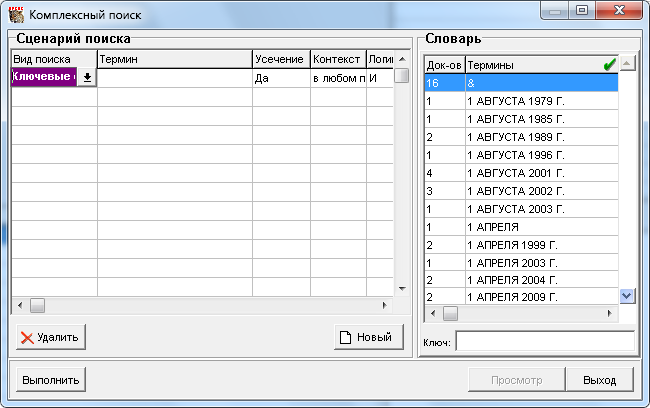 Комплексный поиск
Сценарий поиска
Вид поиска Термин Усечение Контекст Логи
Ключевые Да в любом п И
Удалить Новый
Словарь
Док-ов Термины
16 &
1 1 АВГУСТА 1979 Г.
1 1 АВГУСТА 1985 Г.
2 1 АВГУСТА 1989 Г.
1 1 АВГУСТА 1996 Г.
4 1 АВГУСТА 2001 Г.
3 1 АВГУСТА 2002 Г.
1 1 АВГУСТА 2003 Г.
1 1 АПРЕЛЯ
2 1 АПРЕЛЯ 1999 Г.
1 1 АПРЕЛЯ 2003 Г.
2 1 АПРЕЛЯ 2004 Г.
2 1 АПРЕЛЯ 2009 Г.
Ключ:
Выполнить Просмотр Выход